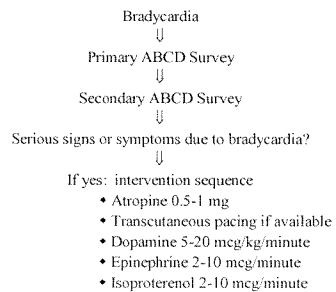 Bradycardia
⇓
Primary ABCD Survey
⇓
Secondary ABCD Survey
⇓
Serious signs or symptoms due to bradycardia?
⇓
If yes: intervention sequence
• Atropine 0.5-1 mg
• Transcutaneous pacing if available
• Dopamine 5-20 mcg/kg/minute
• Epinephrine 2-10 mcg/minute
• Isoproterenol 2-10 mcg/minute